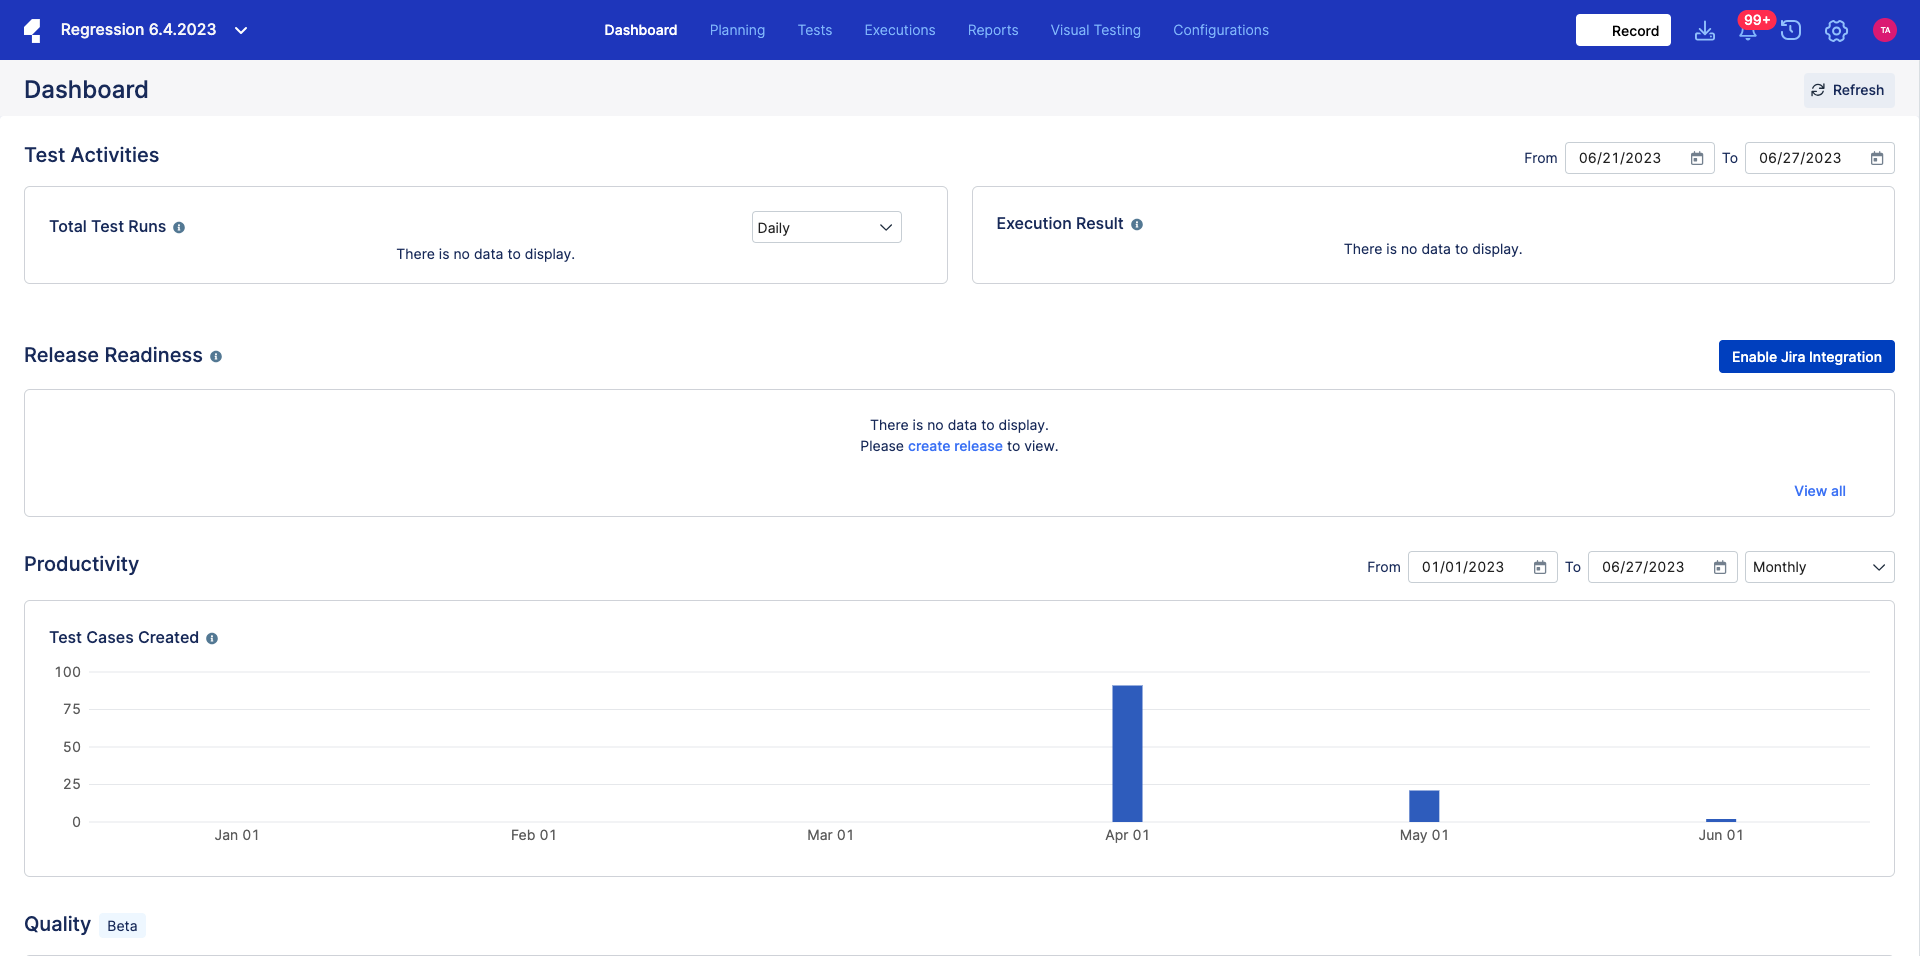 Regression 6.4.2023
Dashboard Planning Tests Executions Reports Visual Testing Configurations
Record
99+
TA
Dashboard
Refresh
Test Activities
From 06/21/2023 To 06/27/2023
Total Test Runs
Daily
There is no data to display.
Execution Result
There is no data to display.
Release Readiness
Enable Jira Integration
There is no data to display.
Please create release to view.
View all
Productivity
From 01/01/2023 To 06/27/2023 Monthly
Test Cases Created
100
75
50
25
0
Jan 01 Feb 01 Mar 01 Apr 01 May 01 Jun 01
Quality Beta